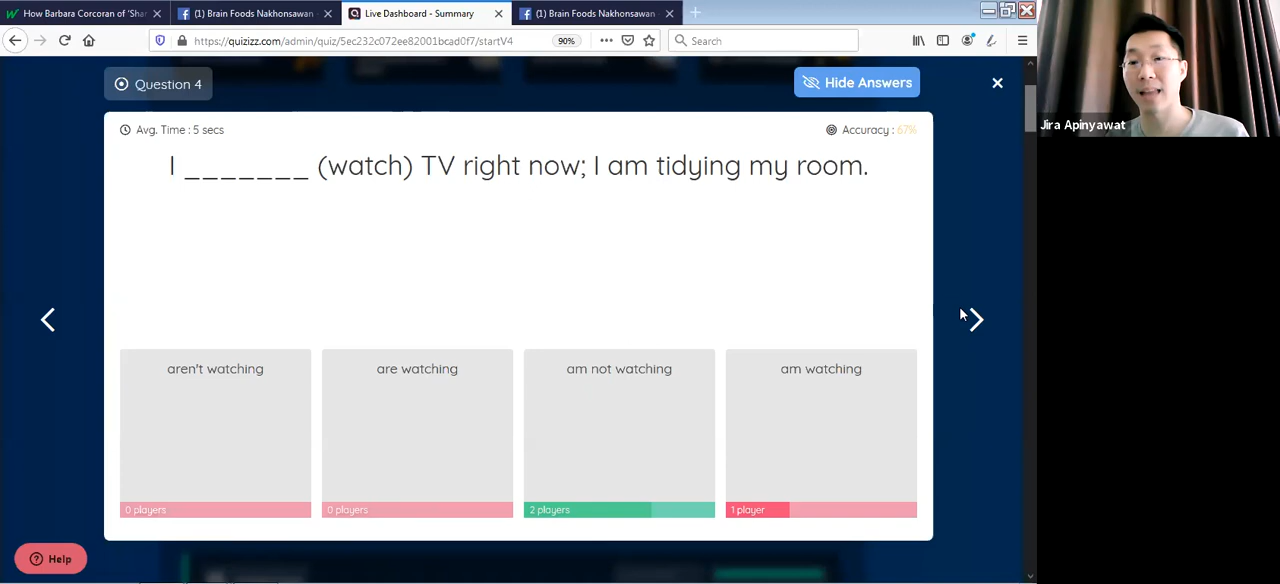 How Barbara Corcoran of 'Shar
(1) Brain Foods Nakhonsawan
Live Dashboard - Summary
(1) Brain Foods Nakhonsawan
https://quizizz.com/admin/quiz/5ec232c072ee82001bcad0f7/startV4
90%
Search
Question 4
Hide Answers
Jira Apinyawat
Avg. Time : 5 secs
Accuracy : 67%
I _______ (watch) TV right now; I am tidying my room.
aren't watching
are watching
am not watching
am watching
0 players
0 players
2 players
1 player
Help